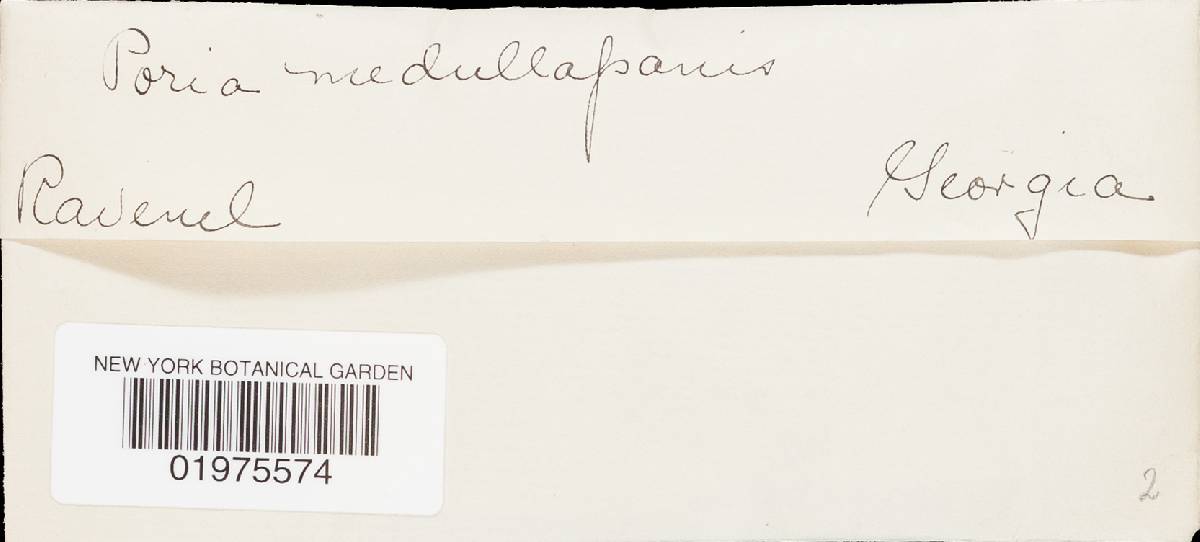 Poria medullapanis
Ravenel
Georgia
NEW YORK BOTANICAL GARDEN
01975574
2